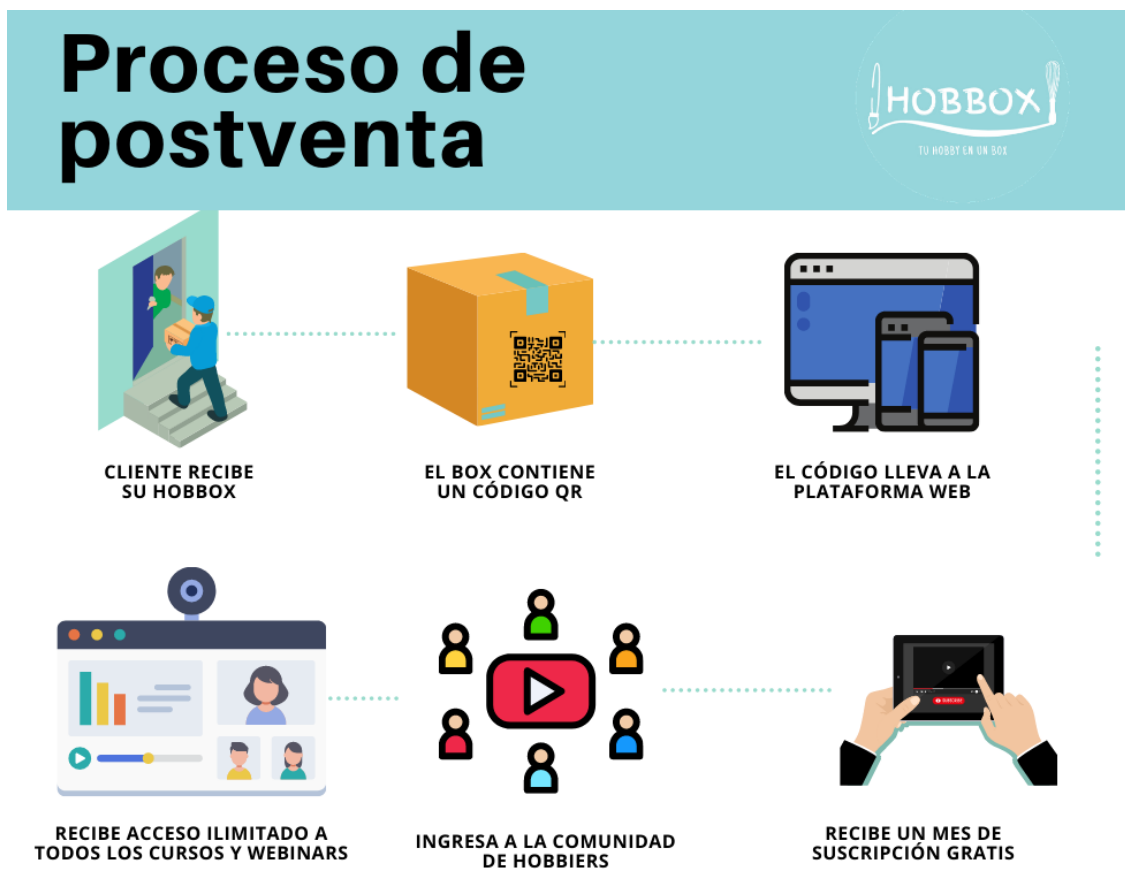 Proceso de
postventa
HOBBOX
TU HOBBY EN UN BOX
CLIENTE RECIBE
SU HOBBOX
EL BOX CONTIENE
UN CÓDIGO QR
EL CÓDIGO LLEVA A LA
PLATAFORMA WEB
RECIBE UN MES DE
SUSCRIPCIÓN GRATIS
SUBSCRIBE
INGRESA A LA COMUNIDAD
DE HOBBIERS
RECIBE ACCESO ILIMITADO A
TODOS LOS CURSOS Y WEBINARS